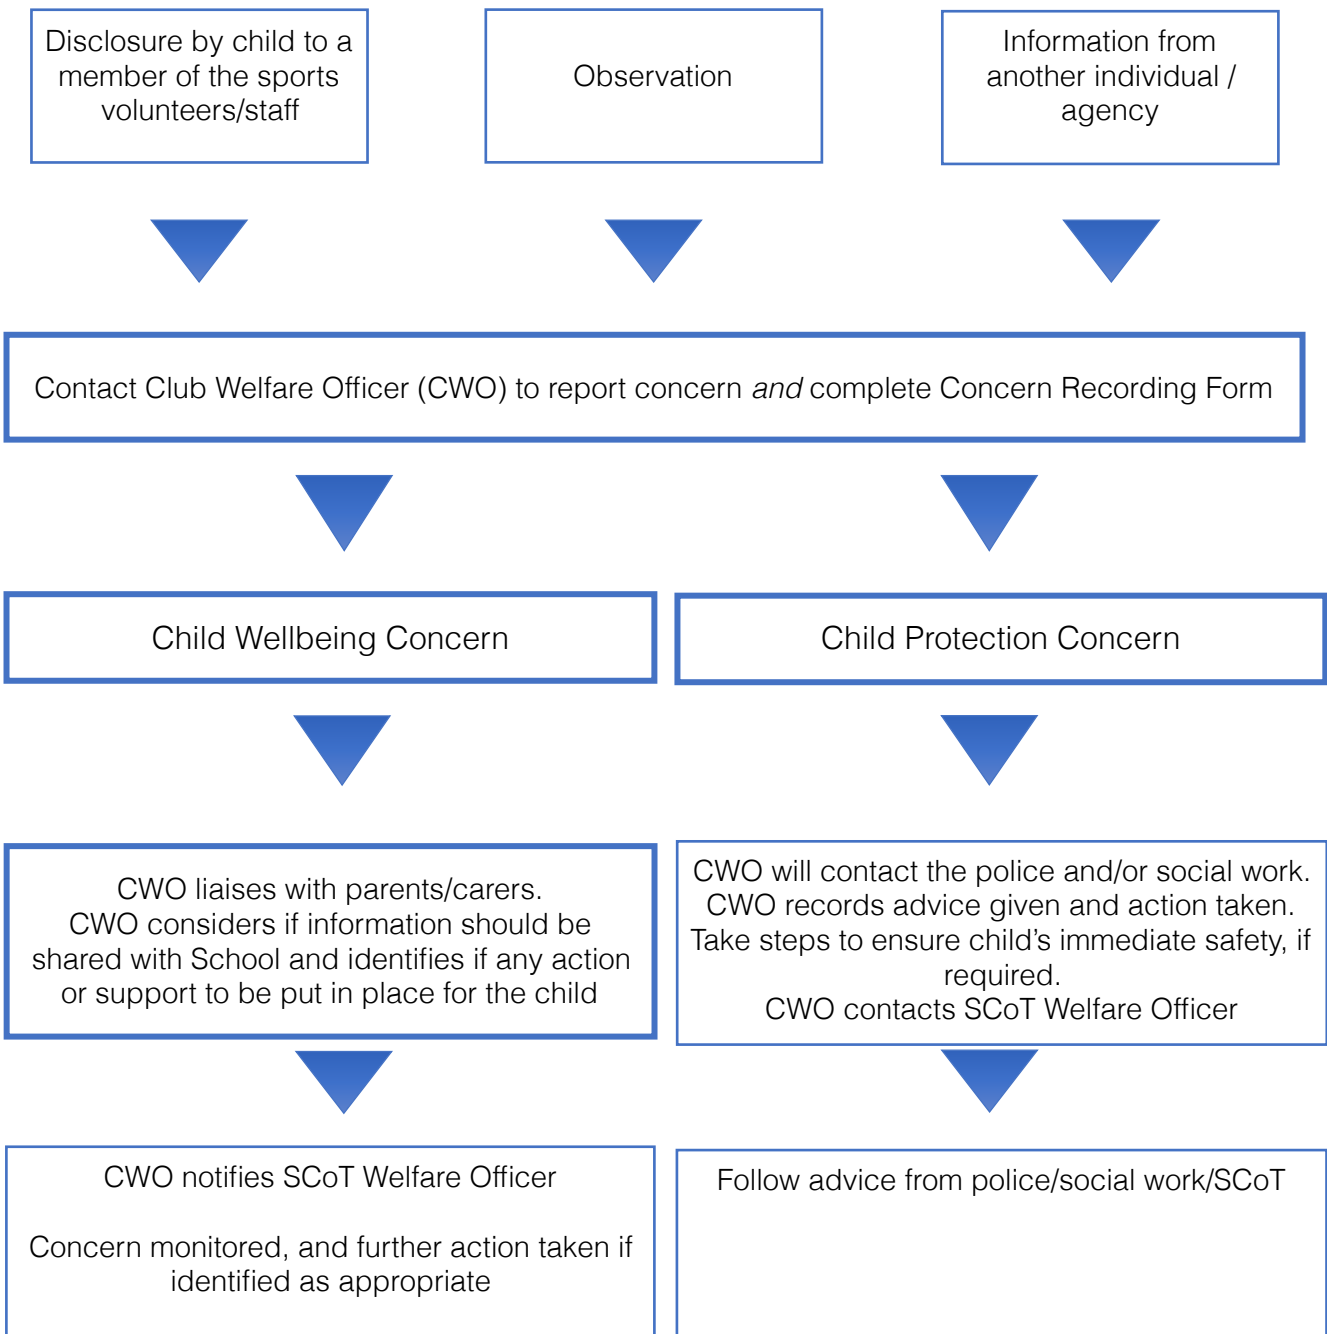 Disclosure by child to a
member of the sports
volunteers/staff
Observation
Information from
another individual /
agency
Contact Club Welfare Officer (CWO) to report concern and complete Concern Recording Form
Child Wellbeing Concern
Child Protection Concern
CWO liaises with parents/carers.
CWO considers if information should be
shared with School and identifies if any action
or support to be put in place for the child
CWO will contact the police and/or social work.
CWO records advice given and action taken.
Take steps to ensure child’s immediate safety, if
required.
CWO contacts SCoT Welfare Officer
CWO notifies SCoT Welfare Officer
Concern monitored, and further action taken if
identified as appropriate
Follow advice from police/social work/SCoT